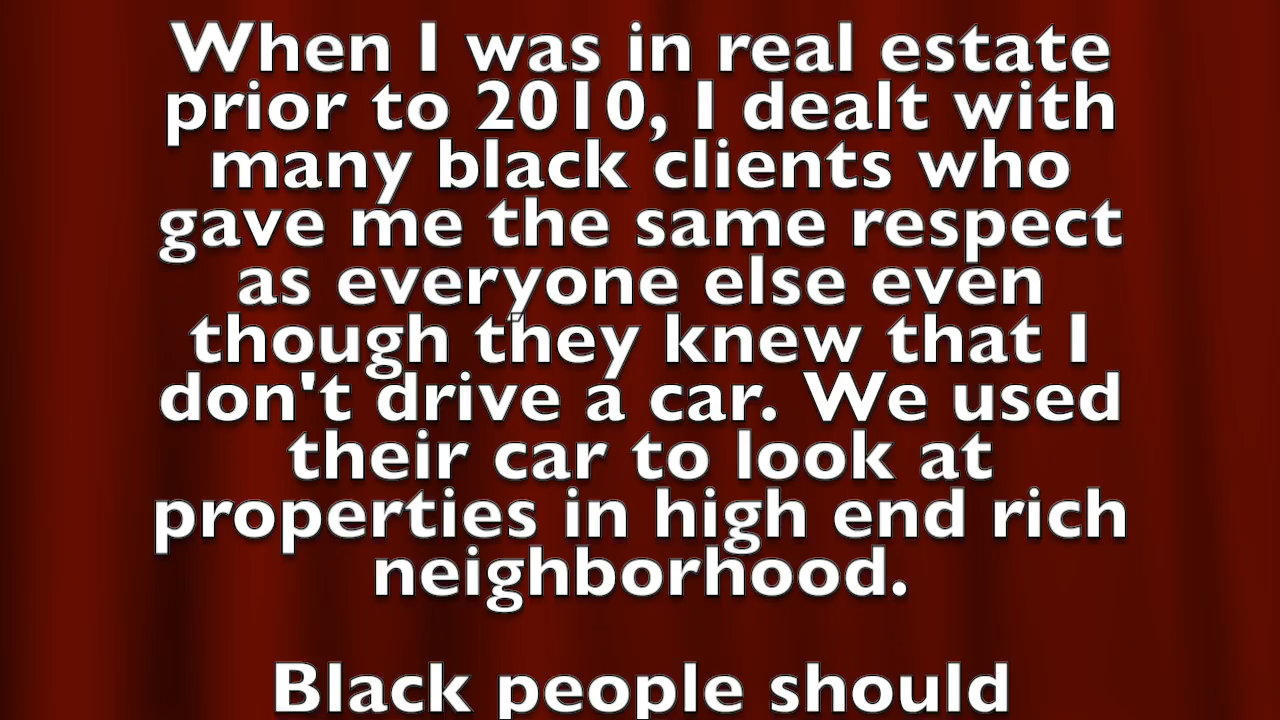 When I was in real estate
prior to 2010, I dealt with
many black clients who
gave me the same respect
as everyone else even
though they knew that I
don't drive a car. We used
their car to look at
properties in high end rich
neighborhood.
Black people should